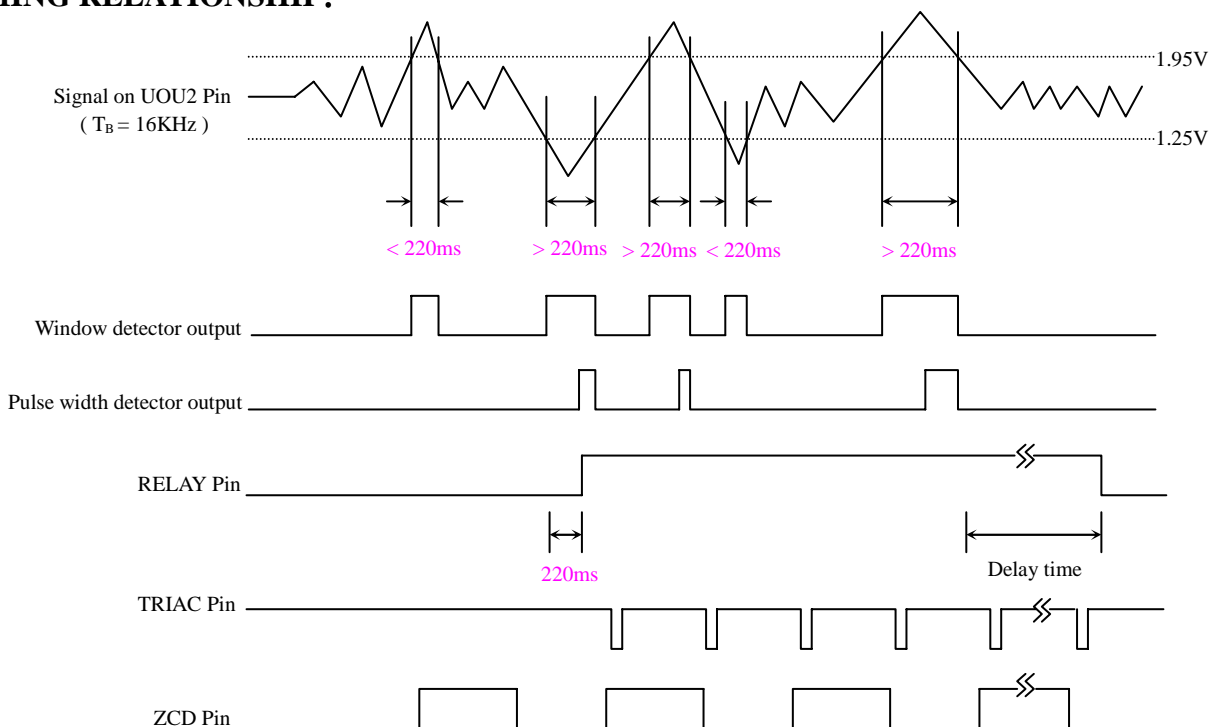 RELATIONSHIP :
1.95V
Signal on UOU2 Pin
( TB = 16KHz )
1.25V
< 220ms
> 220ms
> 220ms
< 220ms
> 220ms
Window detector output
Pulse width detector output
RELAY Pin
220ms
Delay time
TRIAC Pin
ZCD Pin